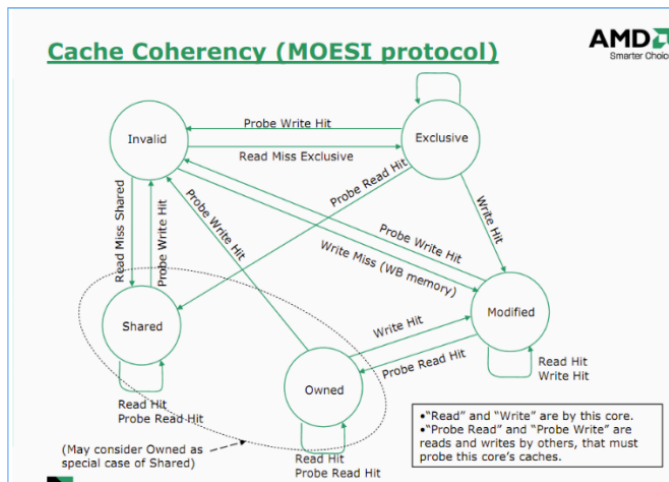 Cache Coherency (MOESI protocol)
AMD
Smarter Choice
Probe Write Hit
Invalid
Exclusive
Read Miss Exclusive
Probe Read Hit
Read Miss Shared
Probe Write Hit
Probe Write Hit
Probe Write Hit
Write Hit
Write Miss (WB memory)
Shared
Write Hit
Modified
Probe Read Hit
Owned
Read Hit
Write Hit
Read Hit
Probe Read Hit
(May consider Owned as
special case of Shared)
Read Hit
Probe Read Hit
•"Read" and "Write" are by this core.
•"Probe Read" and "Probe Write" are
reads and writes by others, that must
probe this core's caches.